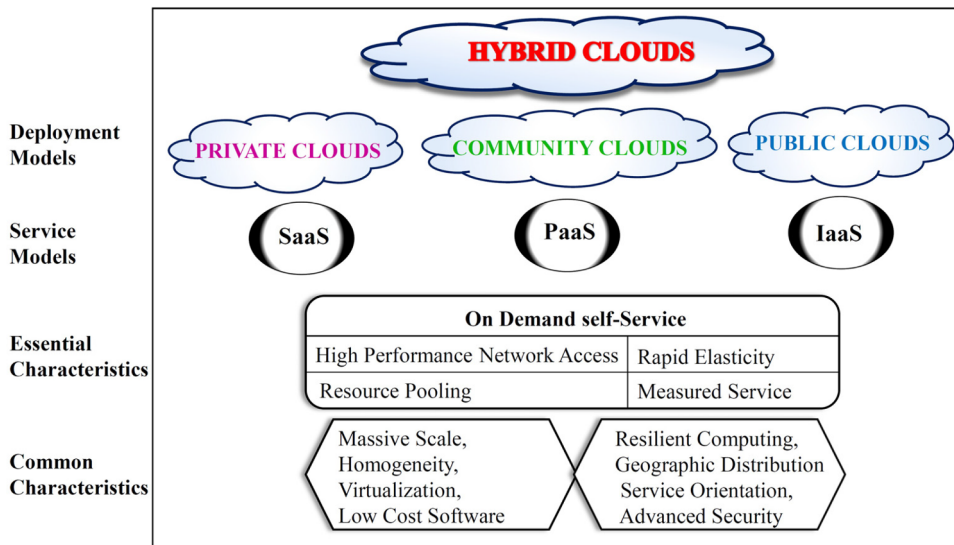 HYBRID CLOUDS
Deployment
Models
PRIVATE CLOUDS
COMMUNITY CLOUDS
PUBLIC CLOUDS
Service
Models
SaaS
PaaS
IaaS
Essential
Characteristics
On Demand self-Service
High Performance Network Access
Rapid Elasticity
Resource Pooling
Measured Service
Common
Characteristics
Massive Scale,
Homogeneity,
Virtualization,
Low Cost Software
Resilient Computing,
Geographic Distribution
Service Orientation,
Advanced Security